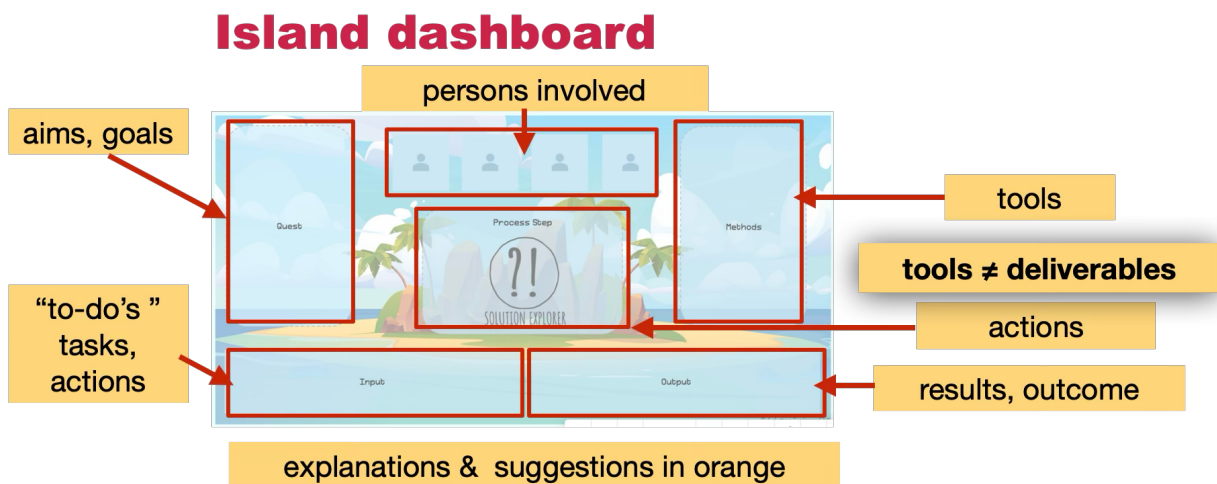 Island dashboard
persons involved
aims, goals
Quest
Process Step
?!
SOLUTION EXPLORER
Methods
tools
tools ≠ deliverables
“to-do's ”
tasks,
actions
actions
Input
Output
results, outcome
explanations & suggestions in orange